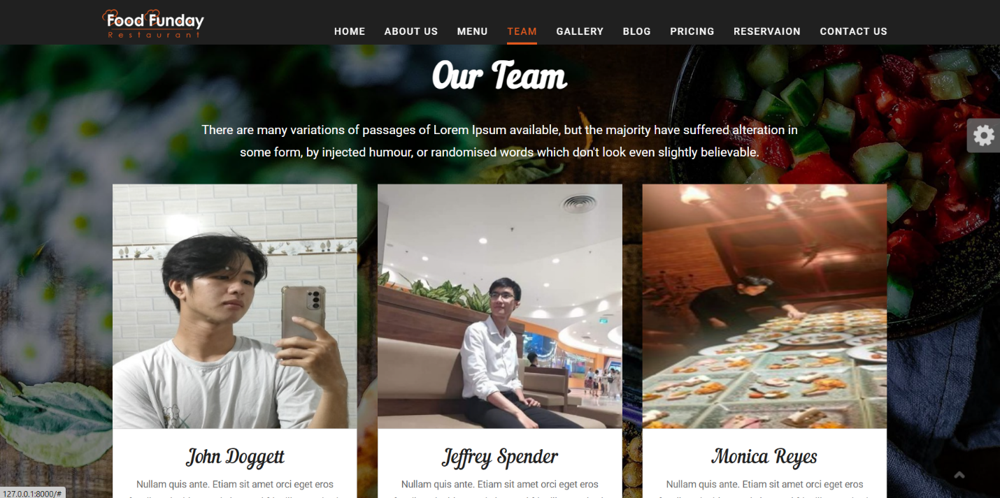 Food Funday
Restaurant
HOME ABOUT US MENU TEAM GALLERY BLOG PRICING RESERVAION CONTACT US
Our Team
There are many variations of passages of Lorem Ipsum available, but the majority have suffered alteration in
some form, by injected humour, or randomised words which don't look even slightly believable.
John Doggett
Jeffrey Spender
Monica Reyes
Nullam quis ante. Etiam sit amet orci eget eros
Nullam quis ante. Etiam sit amet orci eget eros
Nullam quis ante. Etiam sit amet orci eget eros
127.0.0.1:8000/#